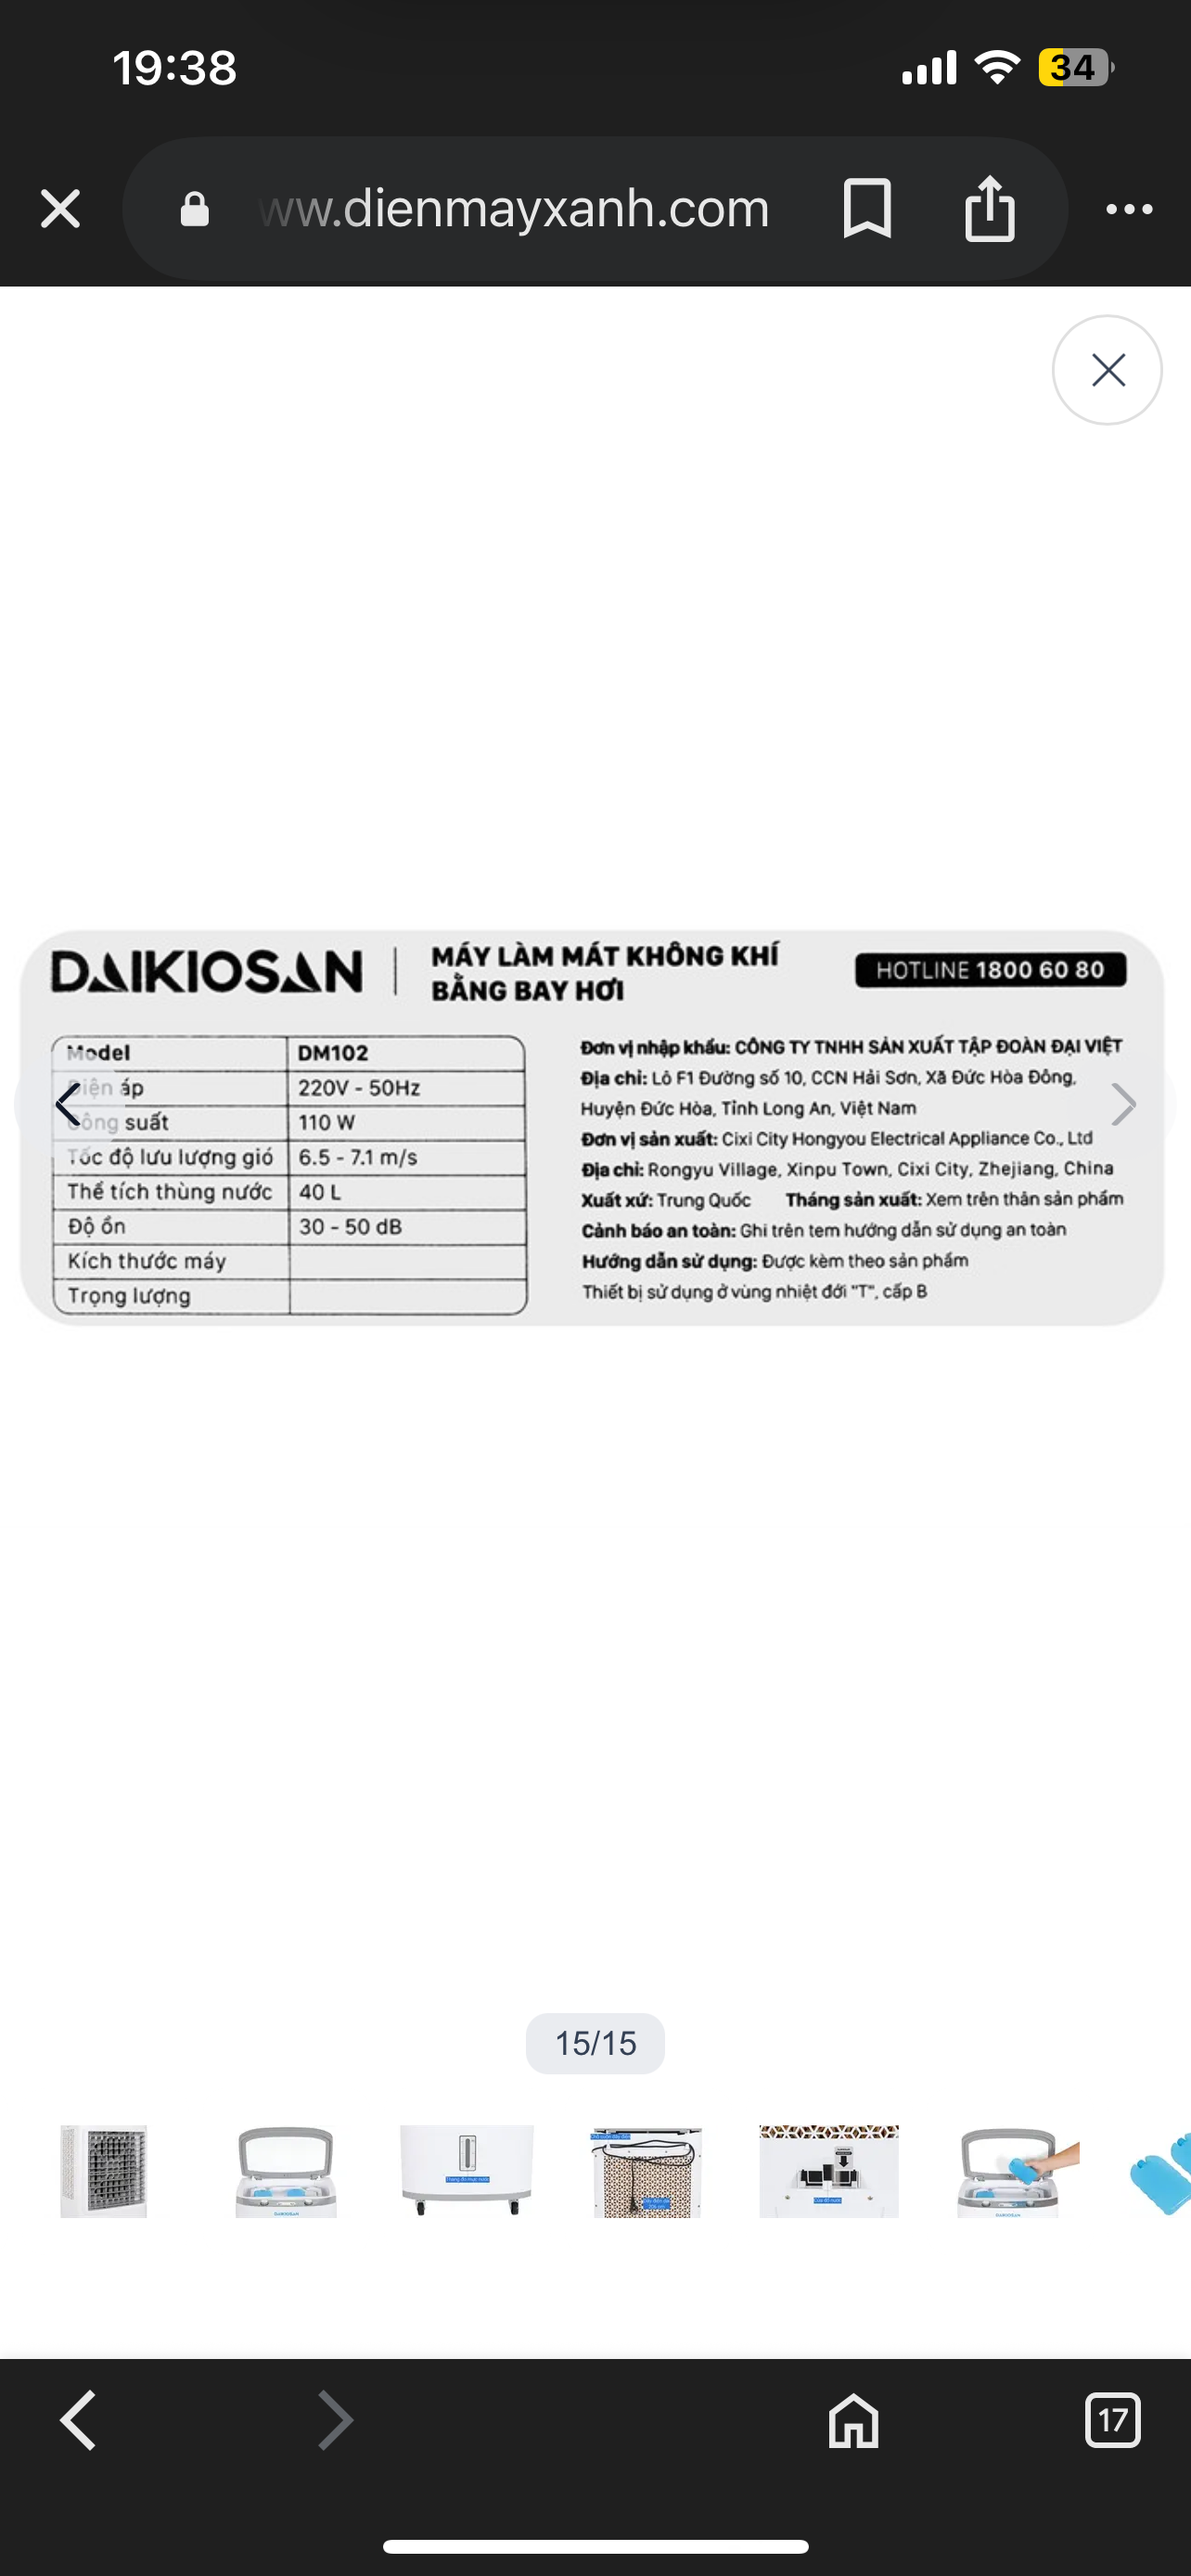 19:38
34
ww.dienmayxanh.com
DAIKIOSAN
MÁY LÀM MÁT KHÔNG KHÍ
BẰNG BAY HƠI
HOTLINE 1800 60 80
Model DM102
Điện áp 220V - 50Hz
Công suất 110 W
Tốc độ lưu lượng gió 6.5 - 7.1 m/s
Thể tích thùng nước 40 L
Độ ồn 30 - 50 dB
Kích thước máy
Trọng lượng
Đơn vị nhập khẩu: CÔNG TY TNHH SẢN XUẤT TẬP ĐOÀN ĐẠI VIỆT
Địa chỉ: Lô F1 Đường số 10, CCN Hải Sơn, Xã Đức Hòa Đông,
Huyện Đức Hòa, Tỉnh Long An, Việt Nam
Đơn vị sản xuất: Cixi City Hongyou Electrical Appliance Co., Ltd
Địa chỉ: Rongyu Village, Xinpu Town, Cixi City, Zhejiang, China
Xuất xứ: Trung Quốc Tháng sản xuất: Xem trên thân sản phẩm
Cảnh báo an toàn: Ghi trên tem hướng dẫn sử dụng an toàn
Hướng dẫn sử dụng: Được kèm theo sản phẩm
Thiết bị sử dụng ở vùng nhiệt đới "T", cấp B
15/15
17